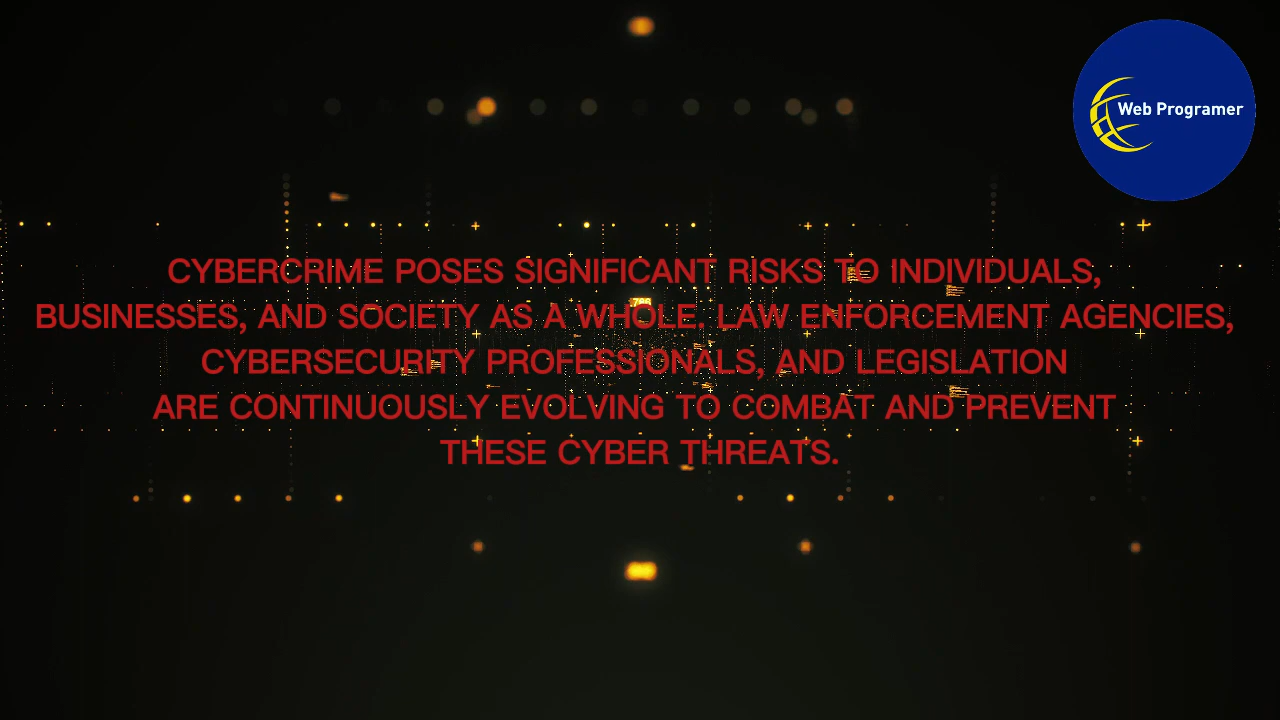 Web Programer
CYBERCRIME POSES SIGNIFICANT RISKS TO INDIVIDUALS,
BUSINESSES, AND SOCIETY AS A WHOLE, LAW ENFORCEMENT AGENCIES,
CYBERSECURITY PROFESSIONALS, AND LEGISLATION
ARE CONTINUOUSLY EVOLVING TO COMBAT AND PREVENT
THESE CYBER THREATS.